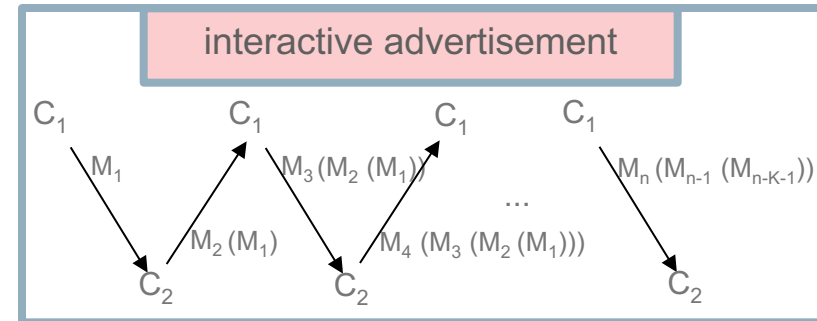 interactive advertisement
C₁ C₁ C₁ C₁
M₁ M₃ (M₂ (M₁)) Mₙ (Mₙ₋₁ (Mₙ₋K₋₁))
...
M₂ (M₁) M₄ (M₃ (M₂ (M₁)))
C₂ C₂ C₂